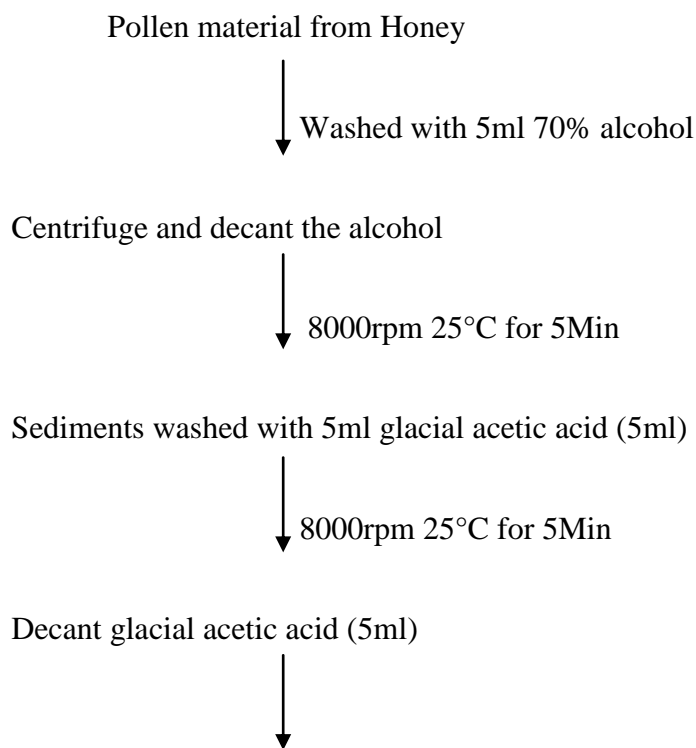 Pollen material from Honey
Washed with 5ml 70% alcohol
Centrifuge and decant the alcohol
8000rpm 25°C for 5Min
Sediments washed with 5ml glacial acetic acid (5ml)
8000rpm 25°C for 5Min
Decant glacial acetic acid (5ml)